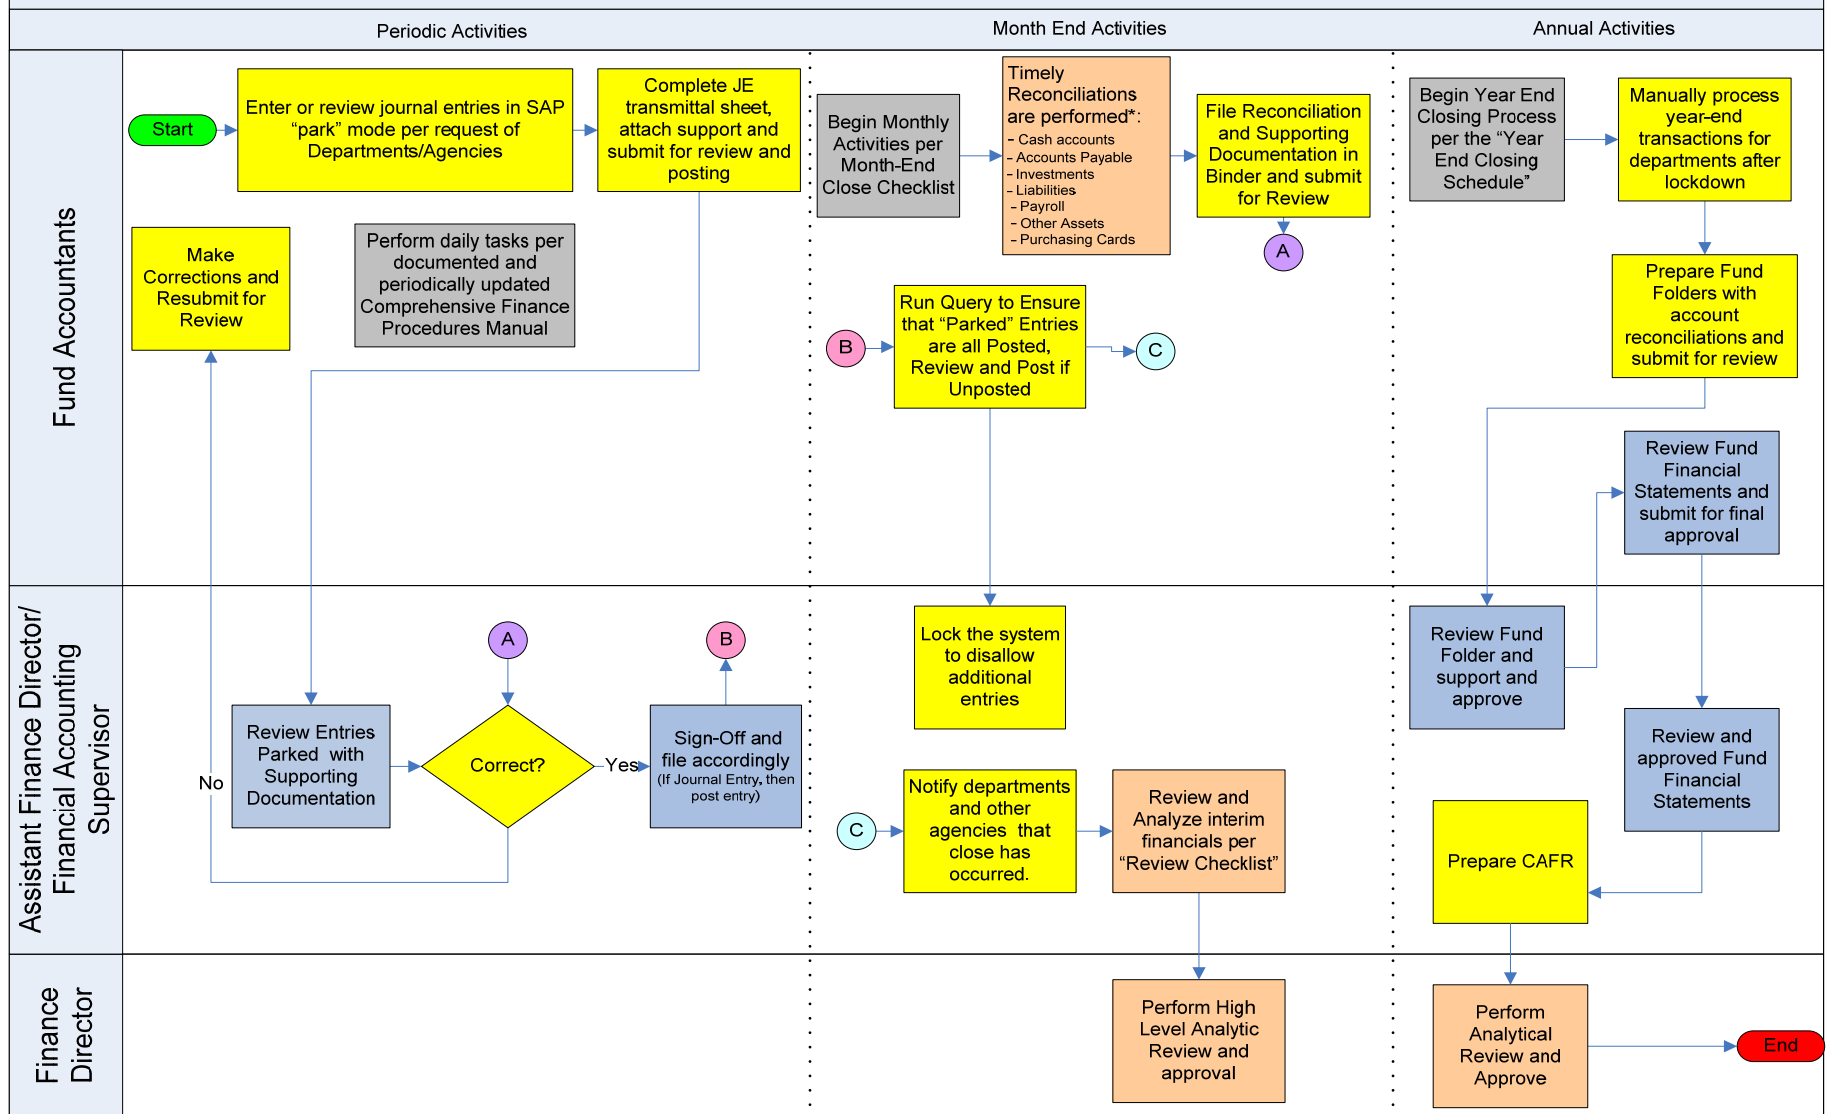 Periodic Activities
Month End Activities
Annual Activities
Fund Accountants
Start
Enter or review journal entries in SAP
“park” mode per request of
Departments/Agencies
Complete JE
transmittal sheet,
attach support and
submit for review and
posting
Make
Corrections and
Resubmit for
Review
Perform daily tasks per
documented and
periodically updated
Comprehensive Finance
Procedures Manual
Begin Monthly
Activities per
Month-End
Close Checklist
Timely
Reconciliations
are performed*:
- Cash accounts
- Accounts Payable
- Investments
- Liabilities
- Payroll
- Other Assets
- Purchasing Cards
File Reconciliation
and Supporting
Documentation in
Binder and submit
for Review
A
B
Run Query to Ensure
that “Parked” Entries
are all Posted,
Review and Post if
Unposted
C
Begin Year End
Closing Process
per the “Year
End Closing
Schedule”
Manually process
year-end
transactions for
departments after
lockdown
Prepare Fund
Folders with
account
reconciliations and
submit for review
Review Fund
Financial
Statements and
submit for final
approval
Assistant Finance Director/
Financial Accounting
Supervisor
No
Review Entries
Parked with
Supporting
Documentation
A
Correct?
Yes
B
Sign-Off and
file accordingly
(If Journal Entry, then
post entry)
Lock the system
to disallow
additional
entries
C
Notify departments
and other
agencies that
close has
occurred.
Review and
Analyze interim
financials per
“Review Checklist”
Review Fund
Folder and
support and
approve
Review and
approved Fund
Financial
Statements
Prepare CAFR
Finance
Director
Perform High
Level Analytic
Review and
approval
Perform
Analytical
Review and
Approve
End